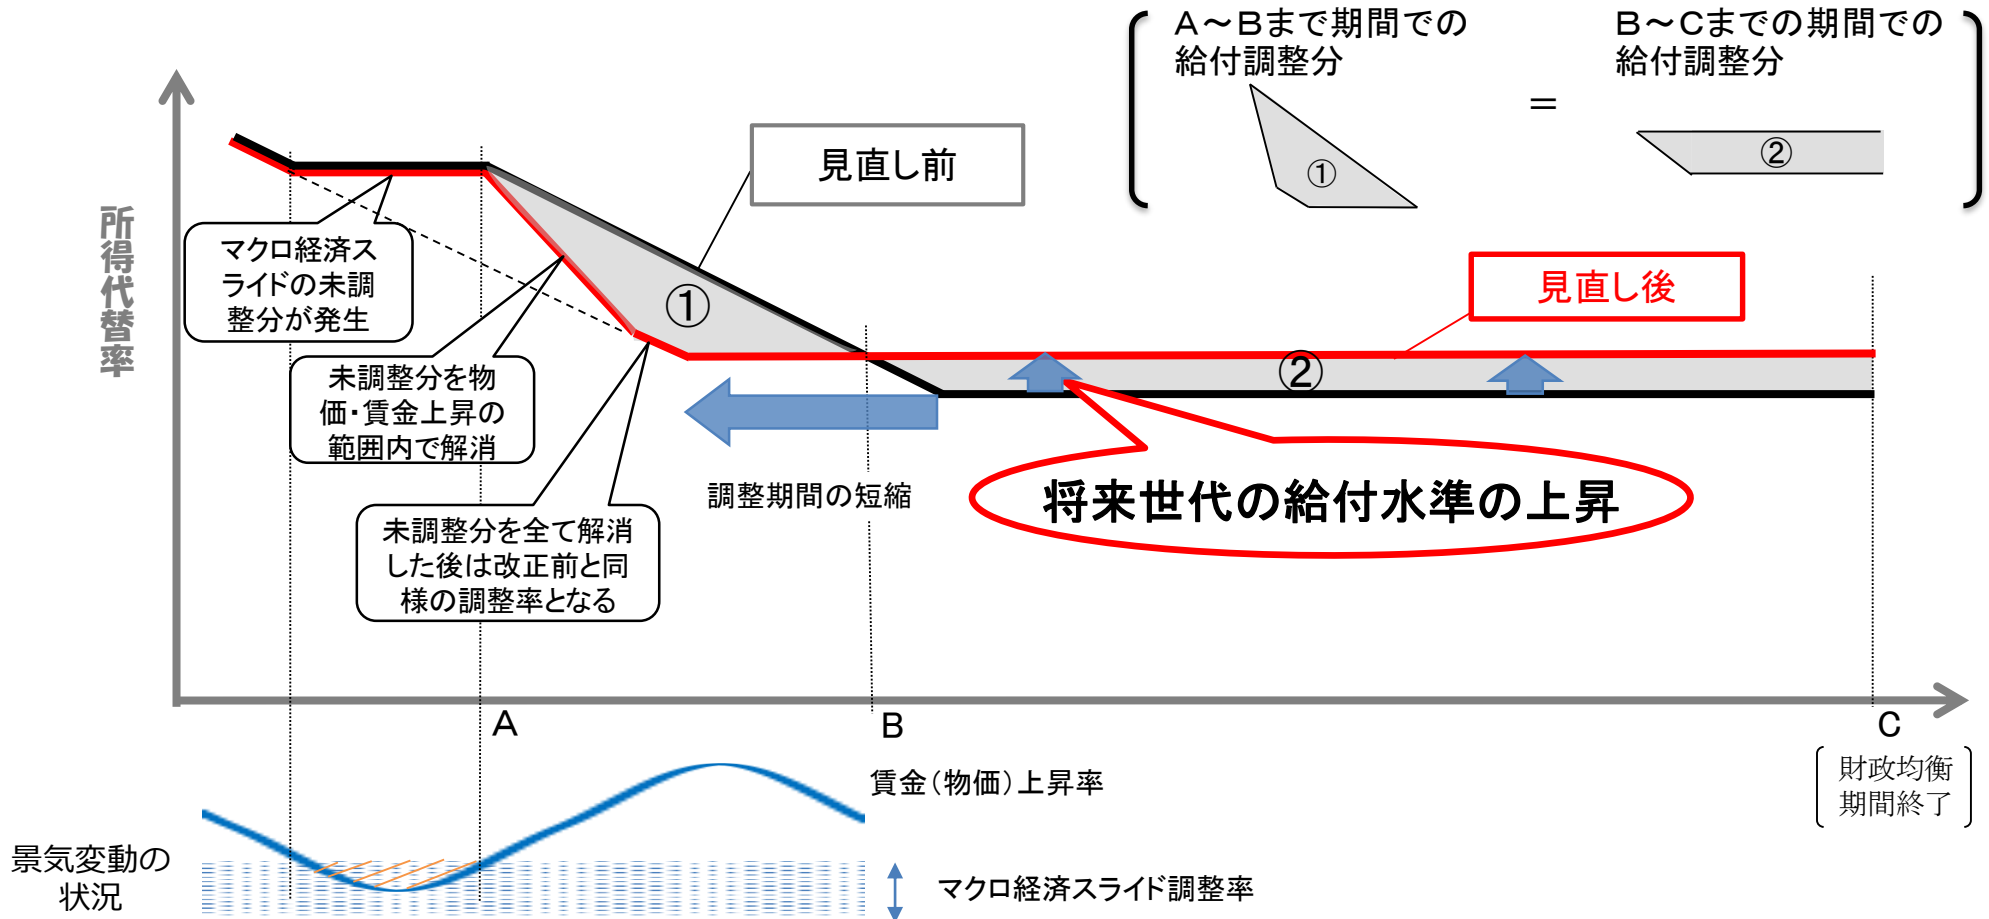 A～Bまで期間での
給付調整分
B～Cまでの期間での
給付調整分
①
＝
②
見直し前
所得代替率
マクロ経済ス
ライドの未調
整分が発生
①
見直し後
未調整分を物
価・賃金上昇の
範囲内で解消
②
調整期間の短縮
将来世代の給付水準の上昇
未調整分を全て解消
した後は改正前と同
様の調整率となる
A
B
C
財政均衡
期間終了
賃金（物価）上昇率
景気変動の
状況
マクロ経済スライド調整率